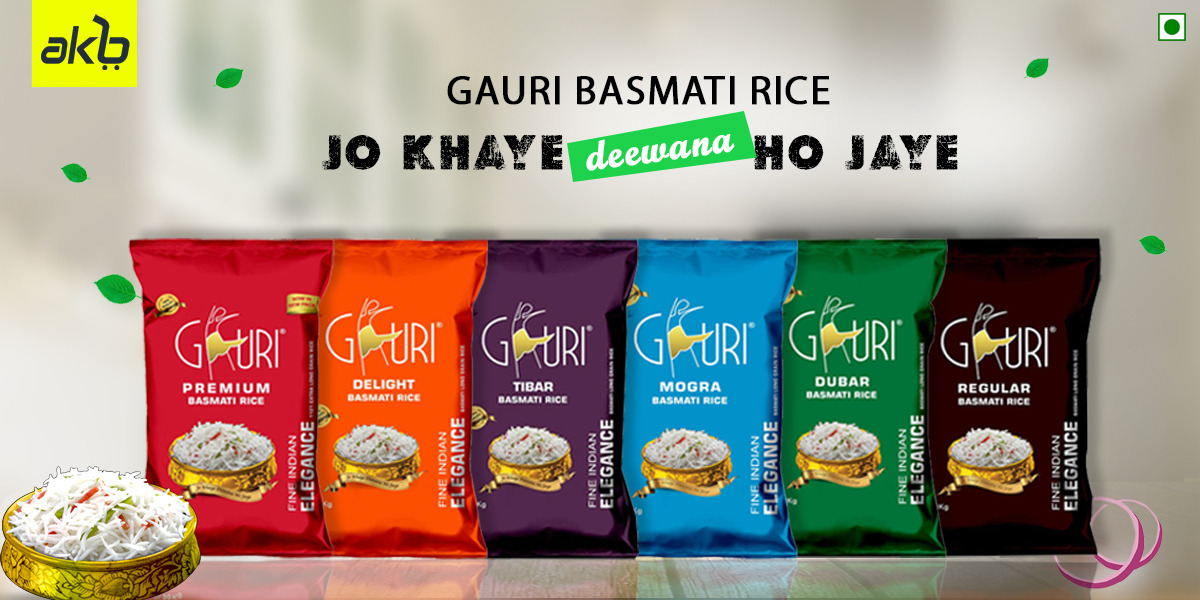 akb
GAURI BASMATI RICE
JO KHAYE deewana HO JAYE
GAURI®
PREMIUM
BASMATI RICE
FINE INDIAN
ELEGANCE
GAURI®
DELIGHT
BASMATI RICE
FINE INDIAN
ELEGANCE
GAURI®
TIBAR
BASMATI RICE
FINE INDIAN
ELEGANCE
GAURI®
MOGRA
BASMATI RICE
FINE INDIAN
ELEGANCE
GAURI®
DUBAR
BASMATI RICE
FINE INDIAN
ELEGANCE
Kg
GAURI®
REGULAR
BASMATI RICE
FINE INDIAN
ELEGANCE
Kg